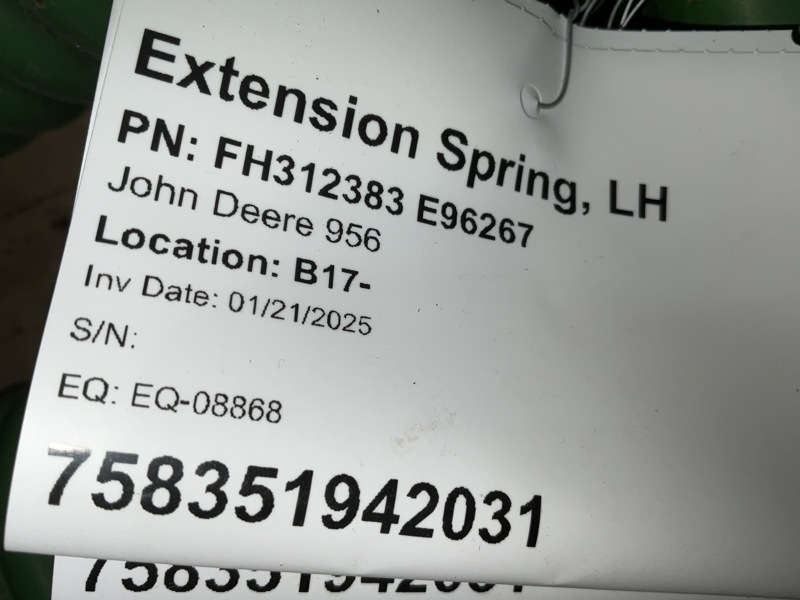 Extension Spring, LH
PN: FH312383 E96267
John Deere 956
Location: B17-
Inv Date: 01/21/2025
S/N:
EQ: EQ-08868
758351942031